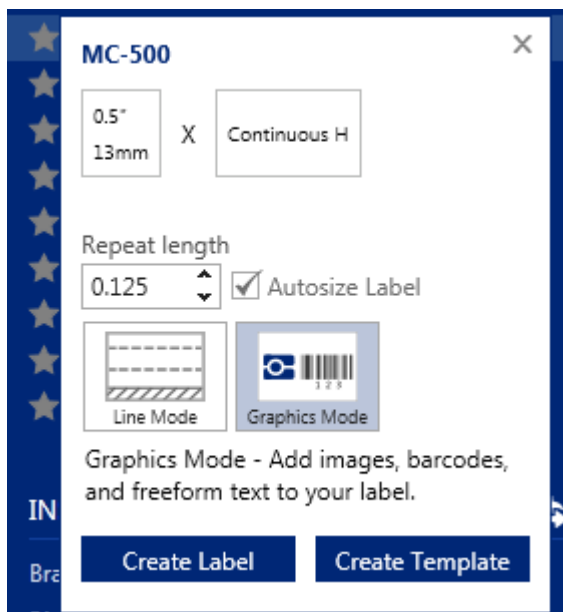 MC-500
0.5"
13mm
X
Continuous H
Repeat length
0.125
Autosize Label
123
Line Mode
Graphics Mode
Graphics Mode - Add images, barcodes,
and freeform text to your label.
IN
Create Label
Create Template
Bra